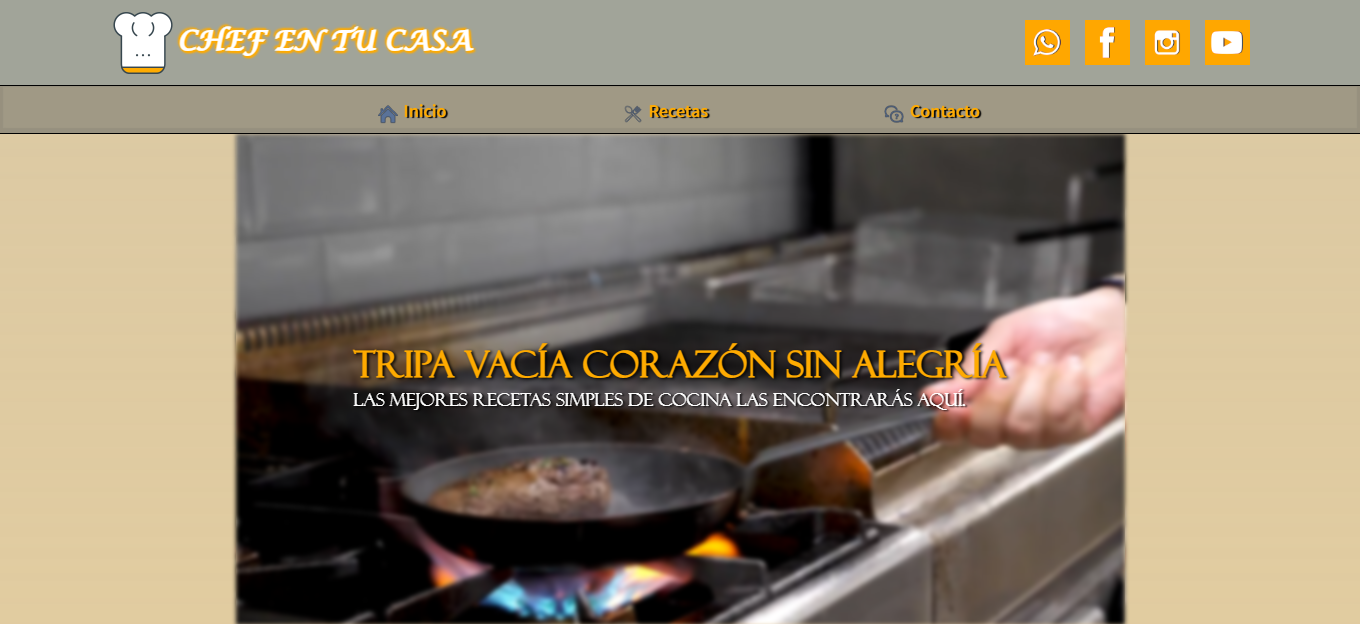 CHEF EN TU CASA
Inicio Recetas Contacto
TRIPA VACÍA CORAZÓN SIN ALEGRÍA
LAS MEJORES RECETAS SIMPLES DE COCINA LAS ENCONTRARÁS AQUÍ.